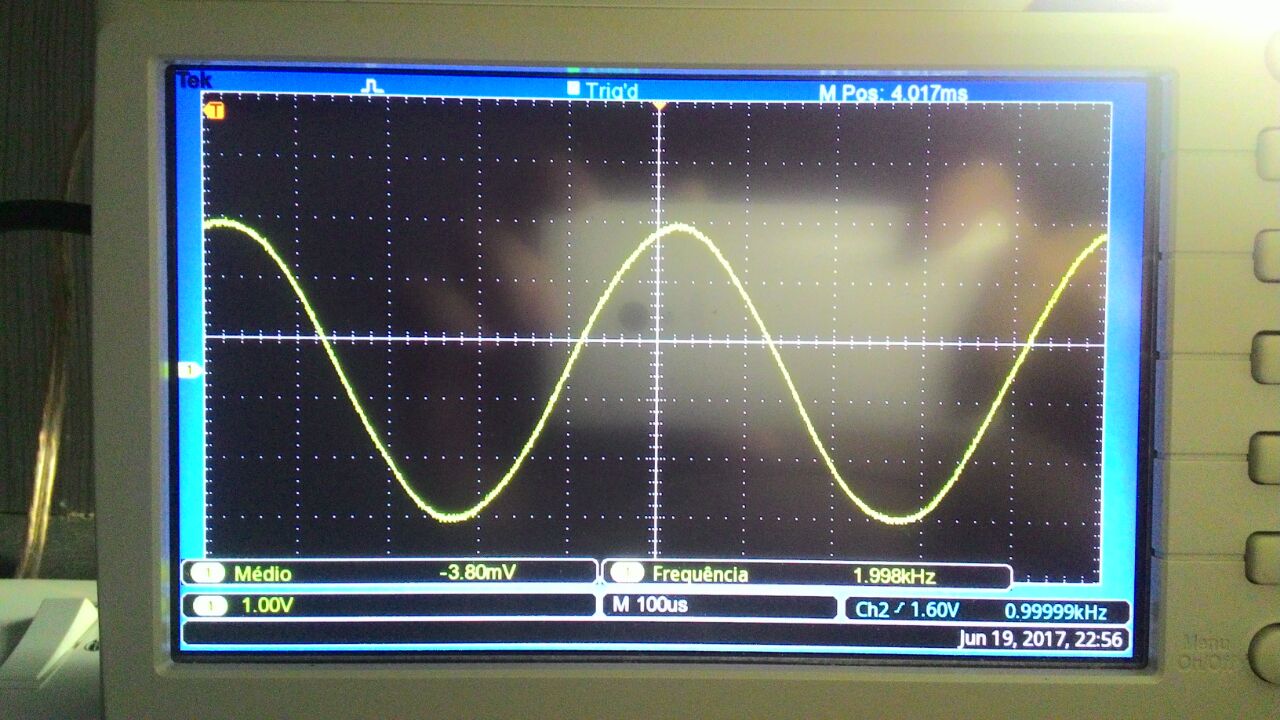 Tek Trig'd M Pos: 4.017ms
T
1
1 Médio -3.80mV 1 Frequência 1.998kHz
1 1.00V M 100us Ch2 1.60V 0.99999kHz
Jun 19, 2017, 22:56
Menu
On/Off